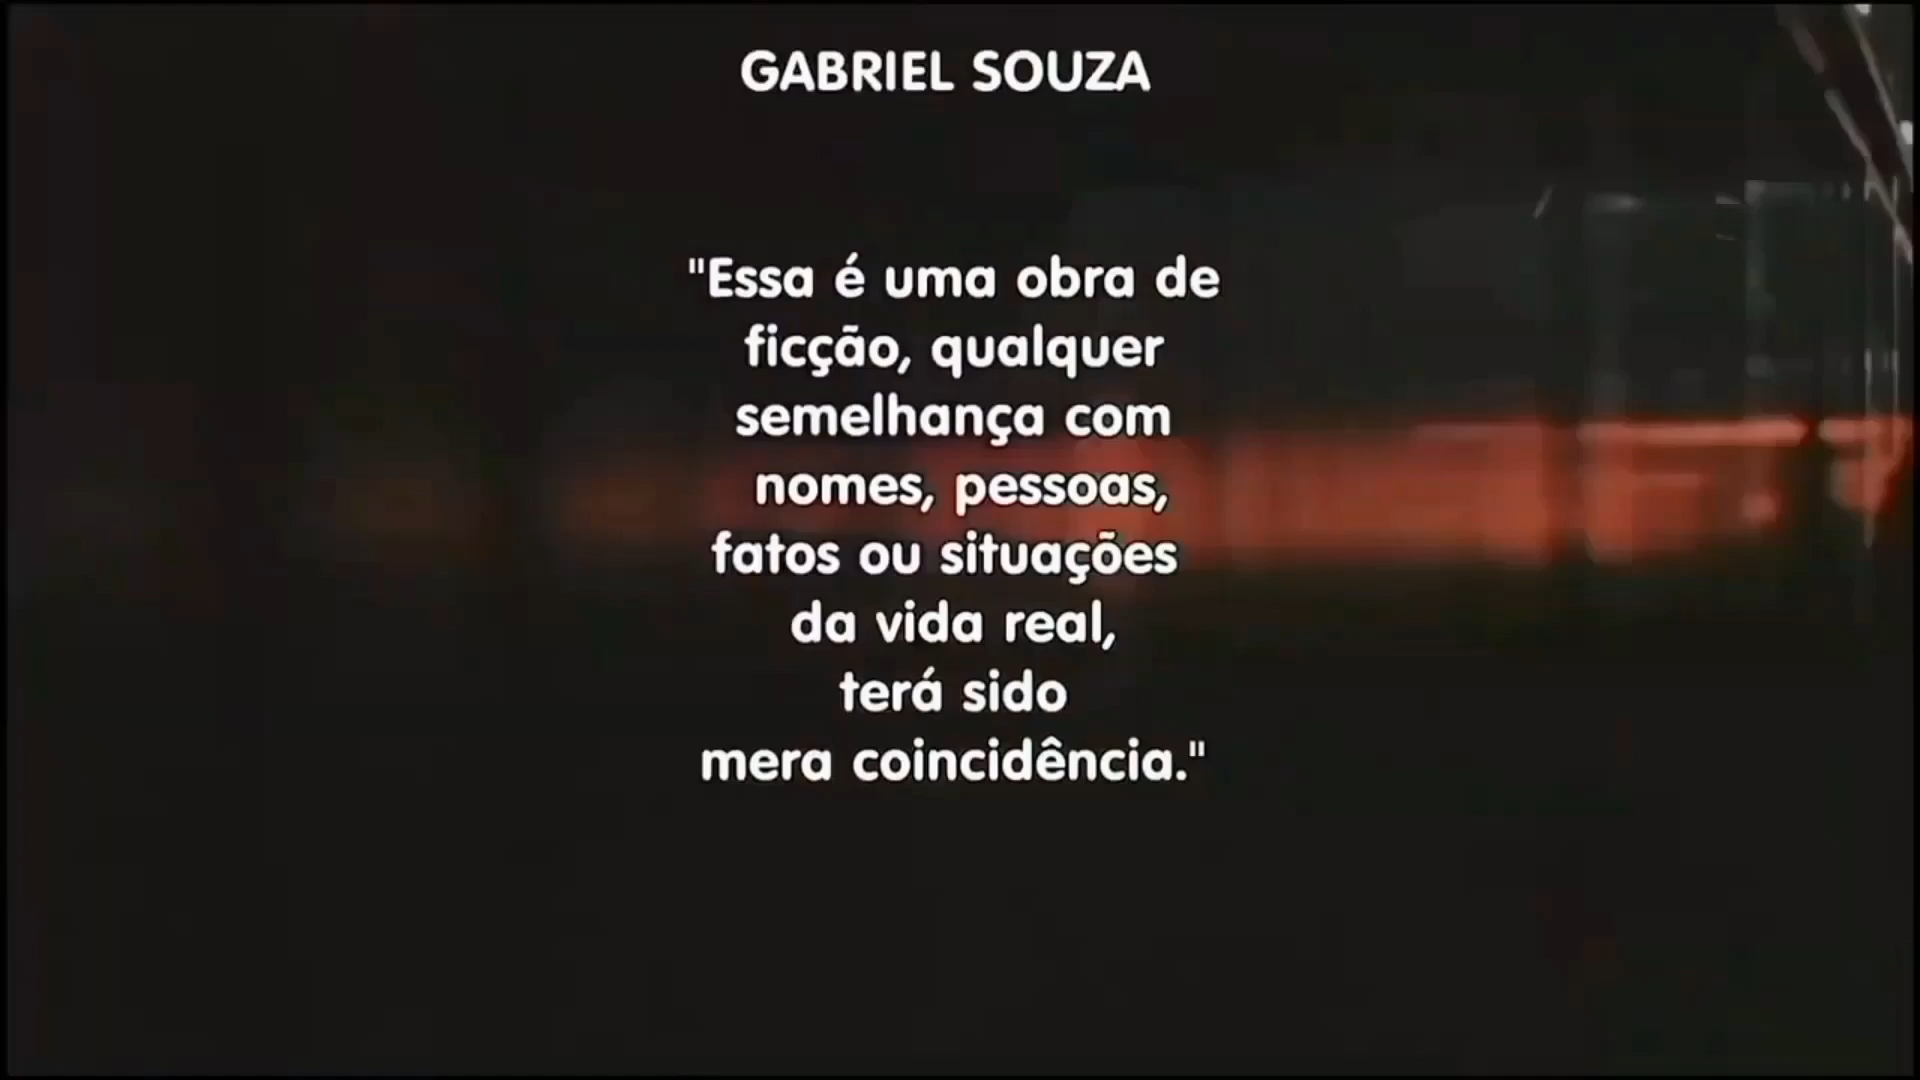 GABRIEL SOUZA
"Essa é uma obra de
ficção, qualquer
semelhança com
nomes, pessoas,
fatos ou situações
da vida real,
terá sido
mera coincidência."